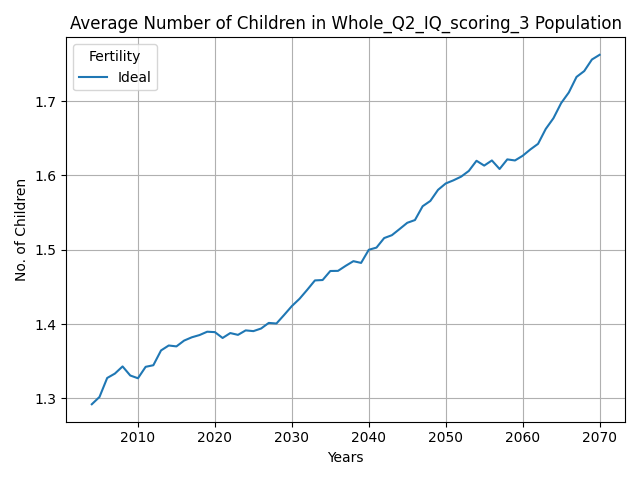 Average Number of Children in Whole_Q2_IQ_scoring_3 Population
Fertility
Ideal
No. of Children
1.7
1.6
1.5
1.4
1.3
2010 2020 2030 2040 2050 2060 2070
Years